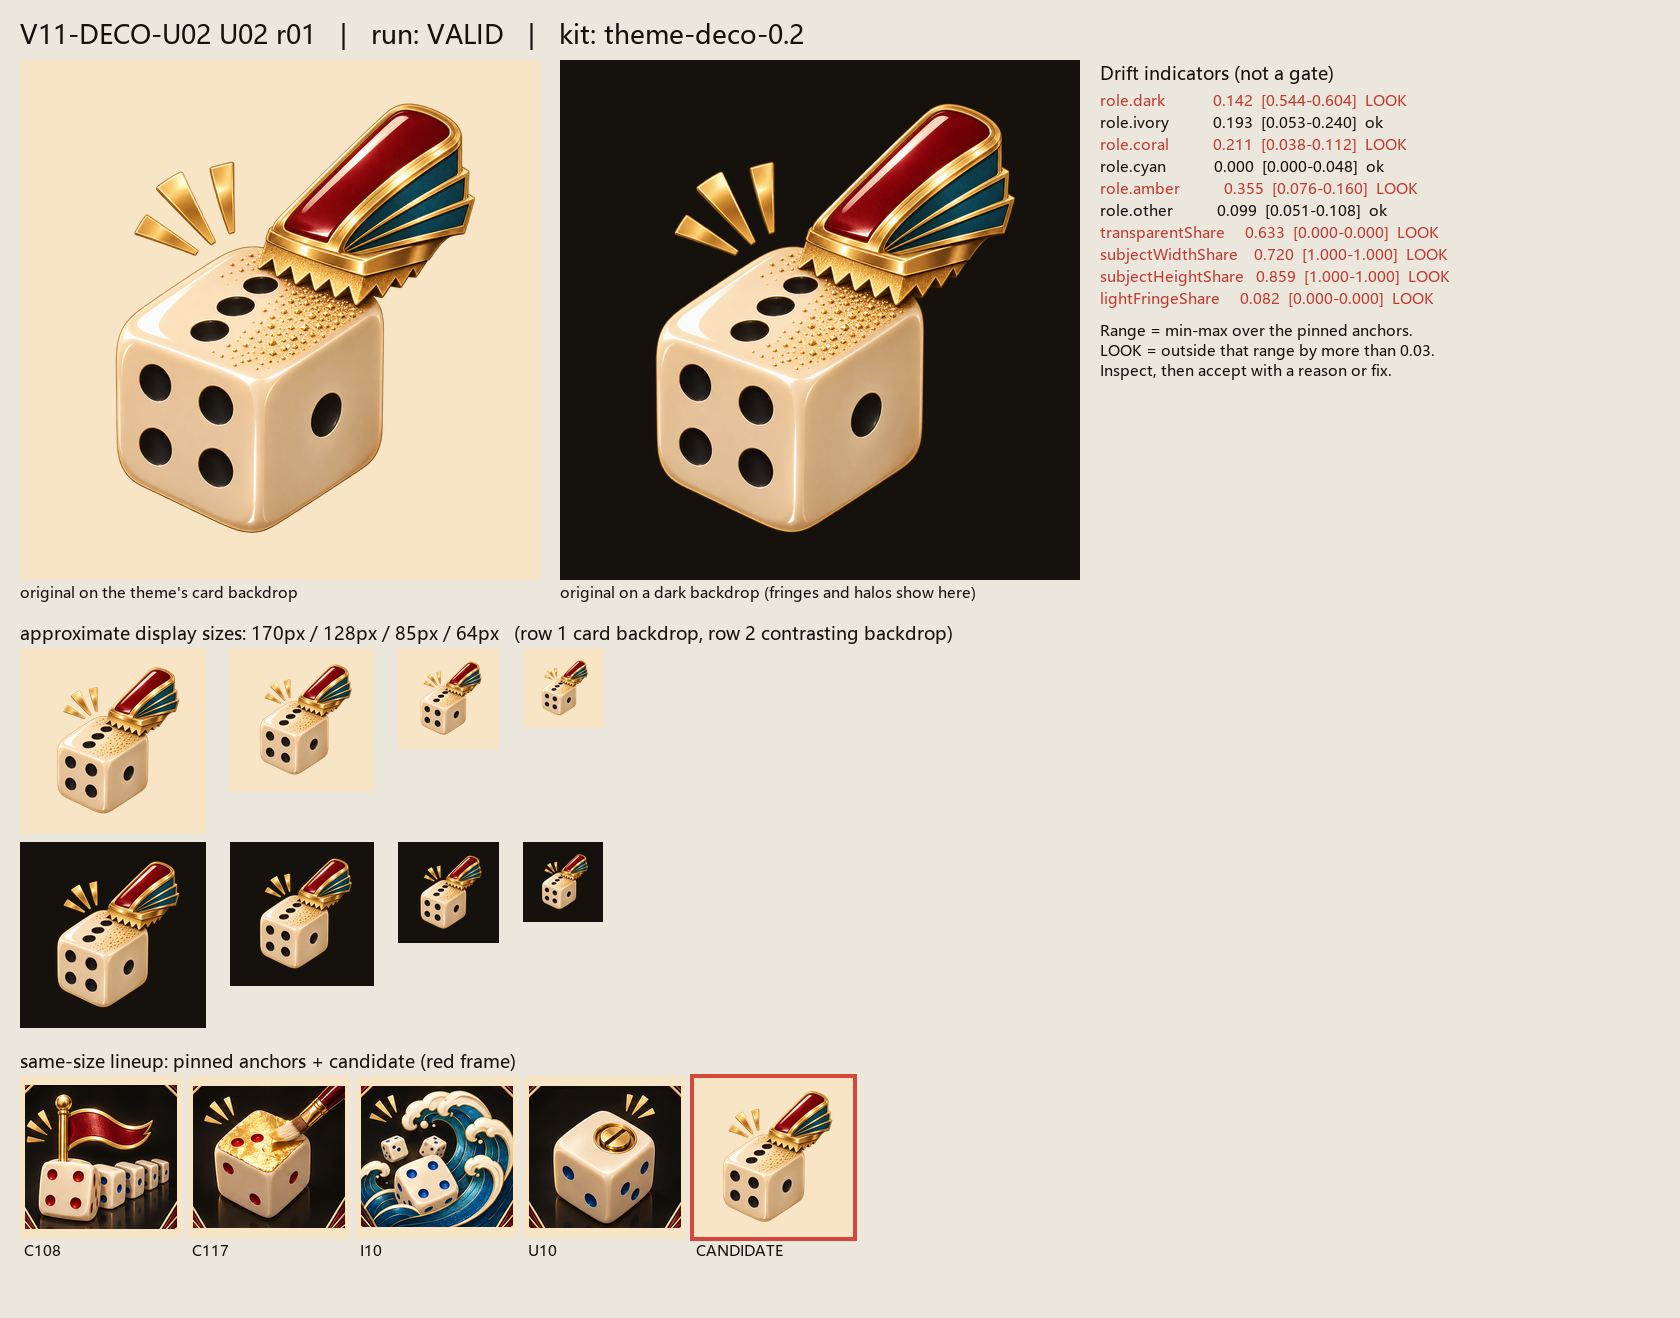 V11-DECO-U02 U02 r01 | run: VALID | kit: theme-deco-0.2
Drift indicators (not a gate)
role.dark 0.142 [0.544-0.604] LOOK
role.ivory 0.193 [0.053-0.240] ok
role.coral 0.211 [0.038-0.112] LOOK
role.cyan 0.000 [0.000-0.048] ok
role.amber 0.355 [0.076-0.160] LOOK
role.other 0.099 [0.051-0.108] ok
transparentShare 0.633 [0.000-0.000] LOOK
subjectWidthShare 0.720 [1.000-1.000] LOOK
subjectHeightShare 0.859 [1.000-1.000] LOOK
lightFringeShare 0.082 [0.000-0.000] LOOK
Range = min-max over the pinned anchors.
LOOK = outside that range by more than 0.03.
Inspect, then accept with a reason or fix.
original on the theme's card backdrop
original on a dark backdrop (fringes and halos show here)
approximate display sizes: 170px / 128px / 85px / 64px (row 1 card backdrop, row 2 contrasting backdrop)
same-size lineup: pinned anchors + candidate (red frame)
C108
C117
I10
U10
CANDIDATE